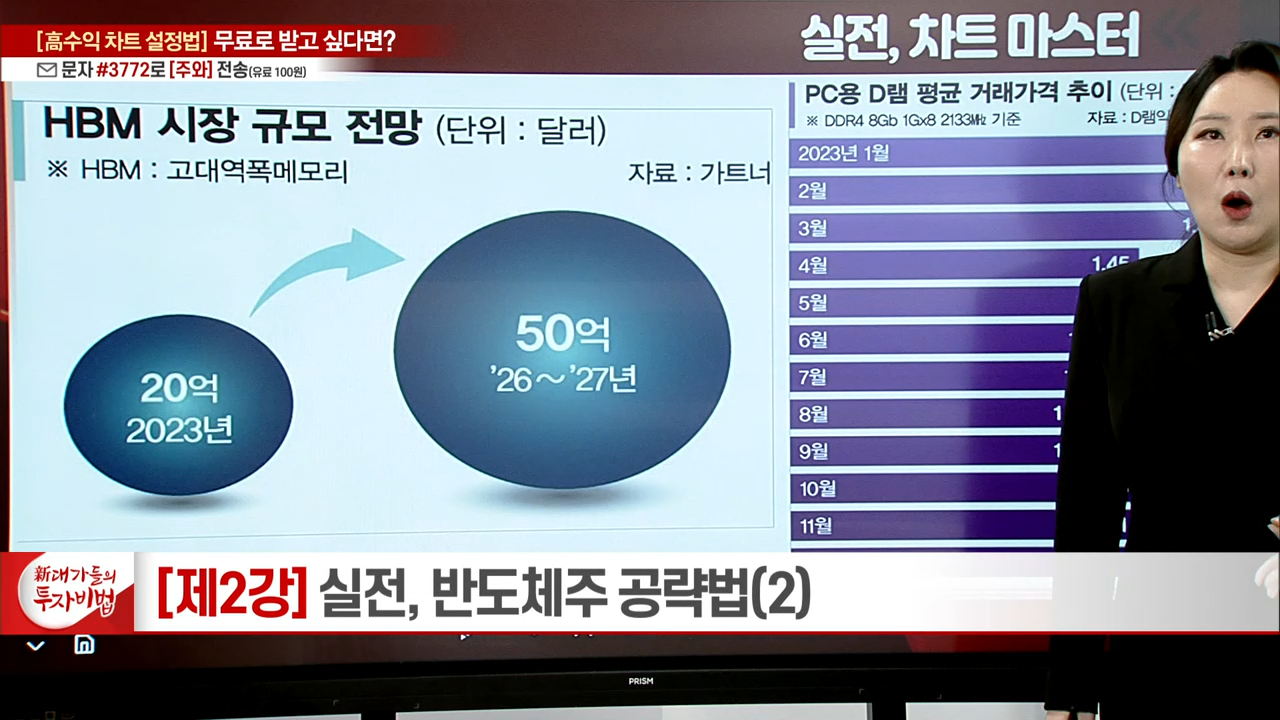 [高수익 차트 설정법] 무료로 받고 싶다면?
문자 #3772로 [주와] 전송(유료 100원)
실전, 차트 마스터
HBM 시장 규모 전망 (단위 : 달러)
※ HBM : 고대역폭메모리
자료 : 가트너
20억
2023년
50억
’26～’27년
PC용 D램 평균 거래가격 추이 (단위 :
※ DDR4 8Gb 1Gx8 2133㎒ 기준
자료 : D램익
2023년 1월
2월
3월
4월 1.45
5월
6월
7월
8월
9월
10월
11월
新대가들의
투자비법
[제2강] 실전, 반도체주 공략법(2)
PRISM